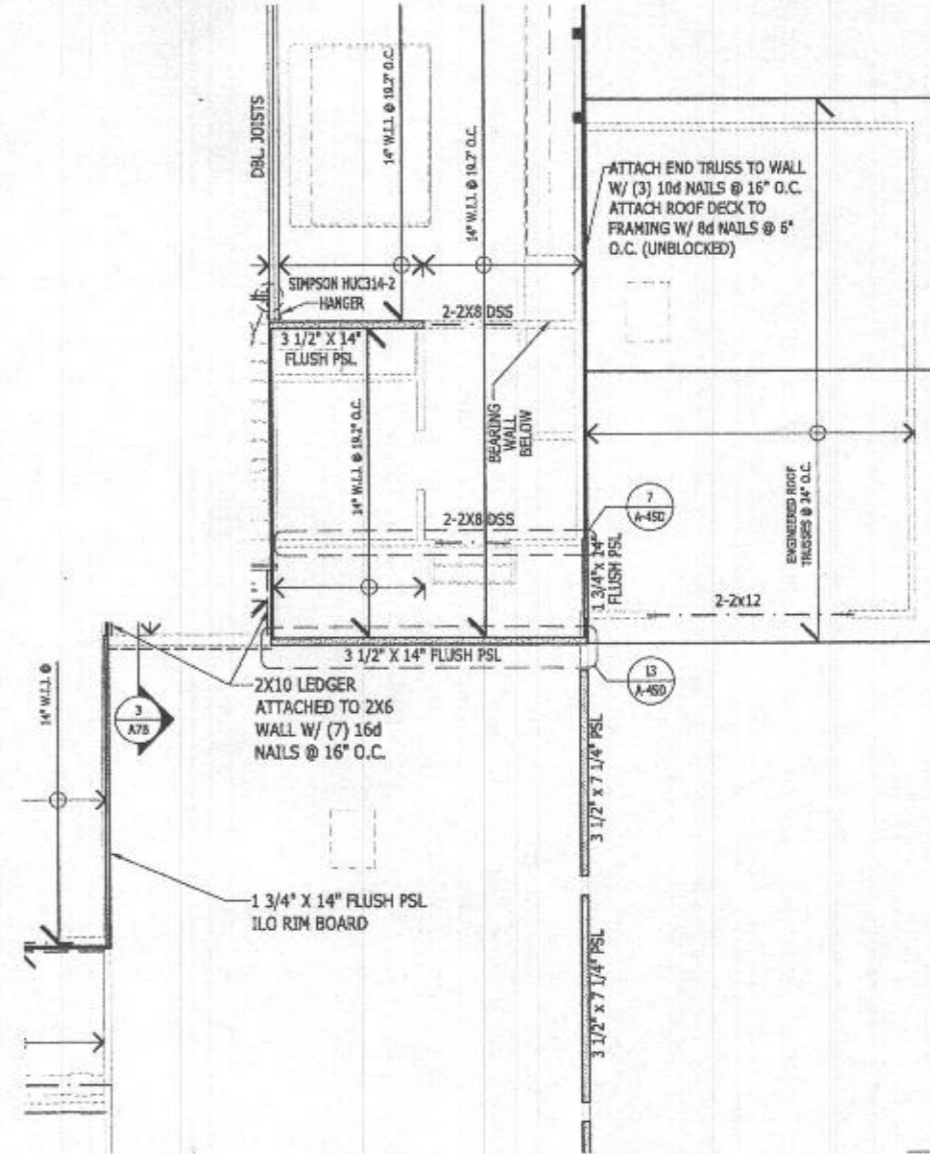 DBL JOISTS
14" W.I.J. @ 19.2" O.C.
14" W.I.J. @ 19.2" O.C.
ATTACH END TRUSS TO WALL
W/ (3) 10d NAILS @ 16" O.C.
ATTACH ROOF DECK TO
FRAMING W/ 8d NAILS @ 6"
O.C. (UNBLOCKED)
SIMPSON HUC314-2
HANGER
2-2X8 DSS
3 1/2" X 14"
FLUSH PSL
14" W.I.J. @ 19.2" O.C.
BEARING
WALL
BELOW
ENGINEERED ROOF
TRUSSES @ 24" O.C.
7
A-450
2-2X8 DSS
1 3/4" x 14"
FLUSH PSL
2-2x12
3 1/2" X 14" FLUSH PSL
13
A-450
2X10 LEDGER
ATTACHED TO 2X6
WALL W/ (7) 16d
NAILS @ 16" O.C.
14" W.I.J. @
3
A7B
3 1/2" x 7 1/4" PSL
1 3/4" X 14" FLUSH PSL
ILO RIM BOARD
3 1/2" x 7 1/4" PSL